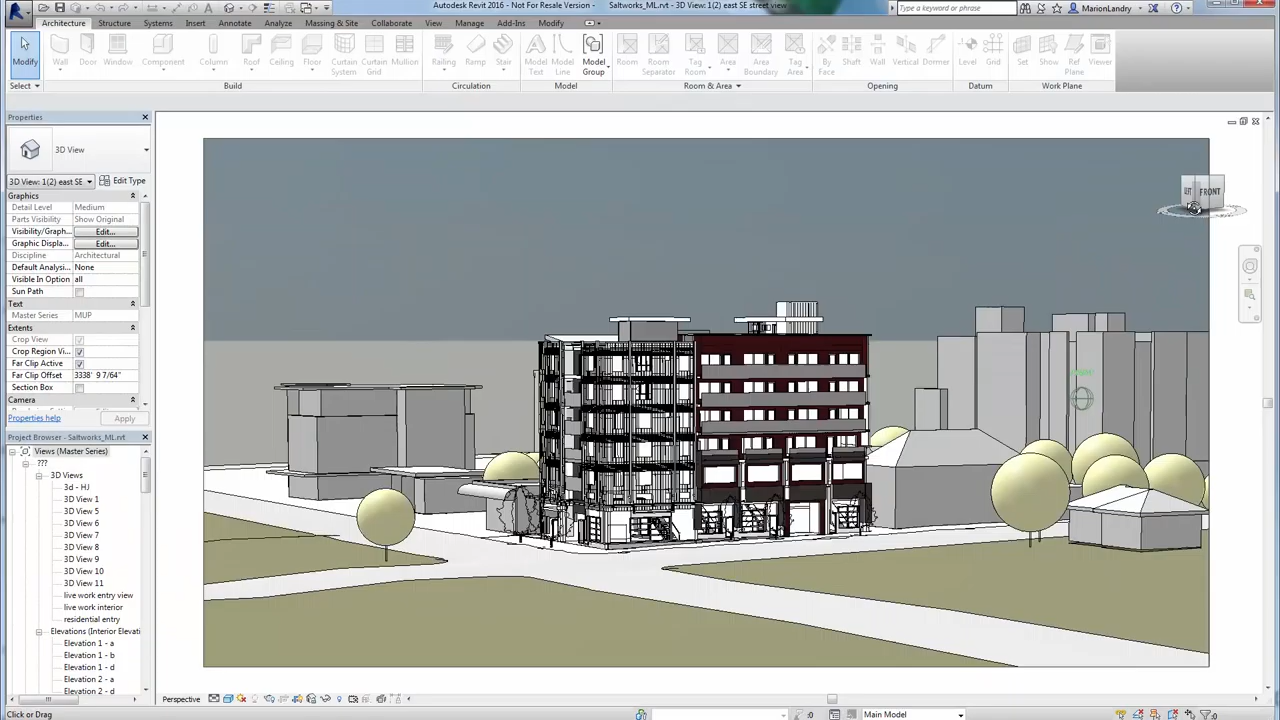 Autodesk Revit 2016 - Not For Resale Version - Saltworks_ML.rvt - 3D View: 1(2) east SE street view
Type a keyword or phrase
MarionLandry
Architecture Structure Systems Insert Annotate Analyze Massing & Site Collaborate View Manage Add-Ins Modify
Modify Wall Door Window Component Column Roof Ceiling Floor Curtain System Curtain Grid Mullion Railing Ramp Stair Model Text Model Line Model Group Room Room Separator Tag Room Area Area Boundary Tag Area By Face Shaft Wall Vertical Dormer Level Grid Set Show Ref Plane Viewer
Select Build Circulation Model Room & Area Opening Datum Work Plane
Properties
3D View
3D View: 1(2) east SE Edit Type
Graphics
Detail Level Medium
Parts Visibility Show Original
Visibility/Graph... Edit...
Graphic Displa... Edit...
Discipline Architectural
Default Analysi... None
Visible In Option all
Sun Path
Text
Master Series MUP
Extents
Crop View
Crop Region Vi...
Far Clip Active
Far Clip Offset 3338' 9 7/64"
Section Box
Camera
Properties help Apply
Project Browser - Saltworks_ML.rvt
Views (Master Series)
???
3D Views
3d - HJ
3D View 1
3D View 5
3D View 6
3D View 7
3D View 8
3D View 9
3D View 10
3D View 11
live work entry view
live work interior
residential entry
Elevations (Interior Elevati
Elevation 1 - a
Elevation 1 - b
Elevation 1 - d
Elevation 2 - a
Elevation 2 - d
FRONT
Perspective
Click or Drag
:0
Main Model